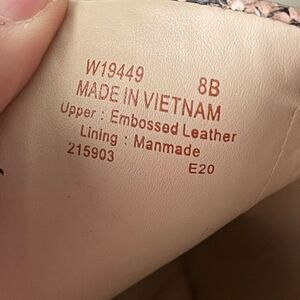 W19449 8B
MADE IN VIETNAM
Upper : Embossed Leather
Lining : Manmade
215903 E20